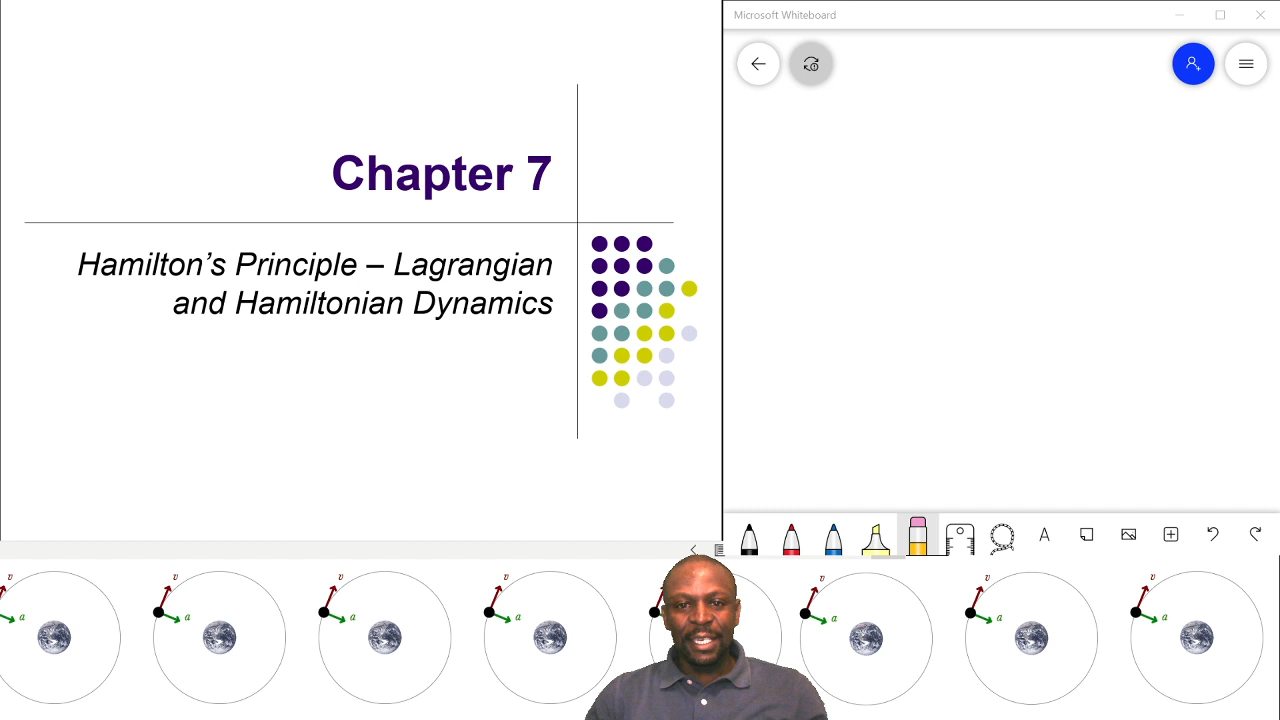 Microsoft Whiteboard
Chapter 7
Hamilton’s Principle – Lagrangian
and Hamiltonian Dynamics
A
v
a
v
a
v
a
v
a
v
a
v
a
v
a